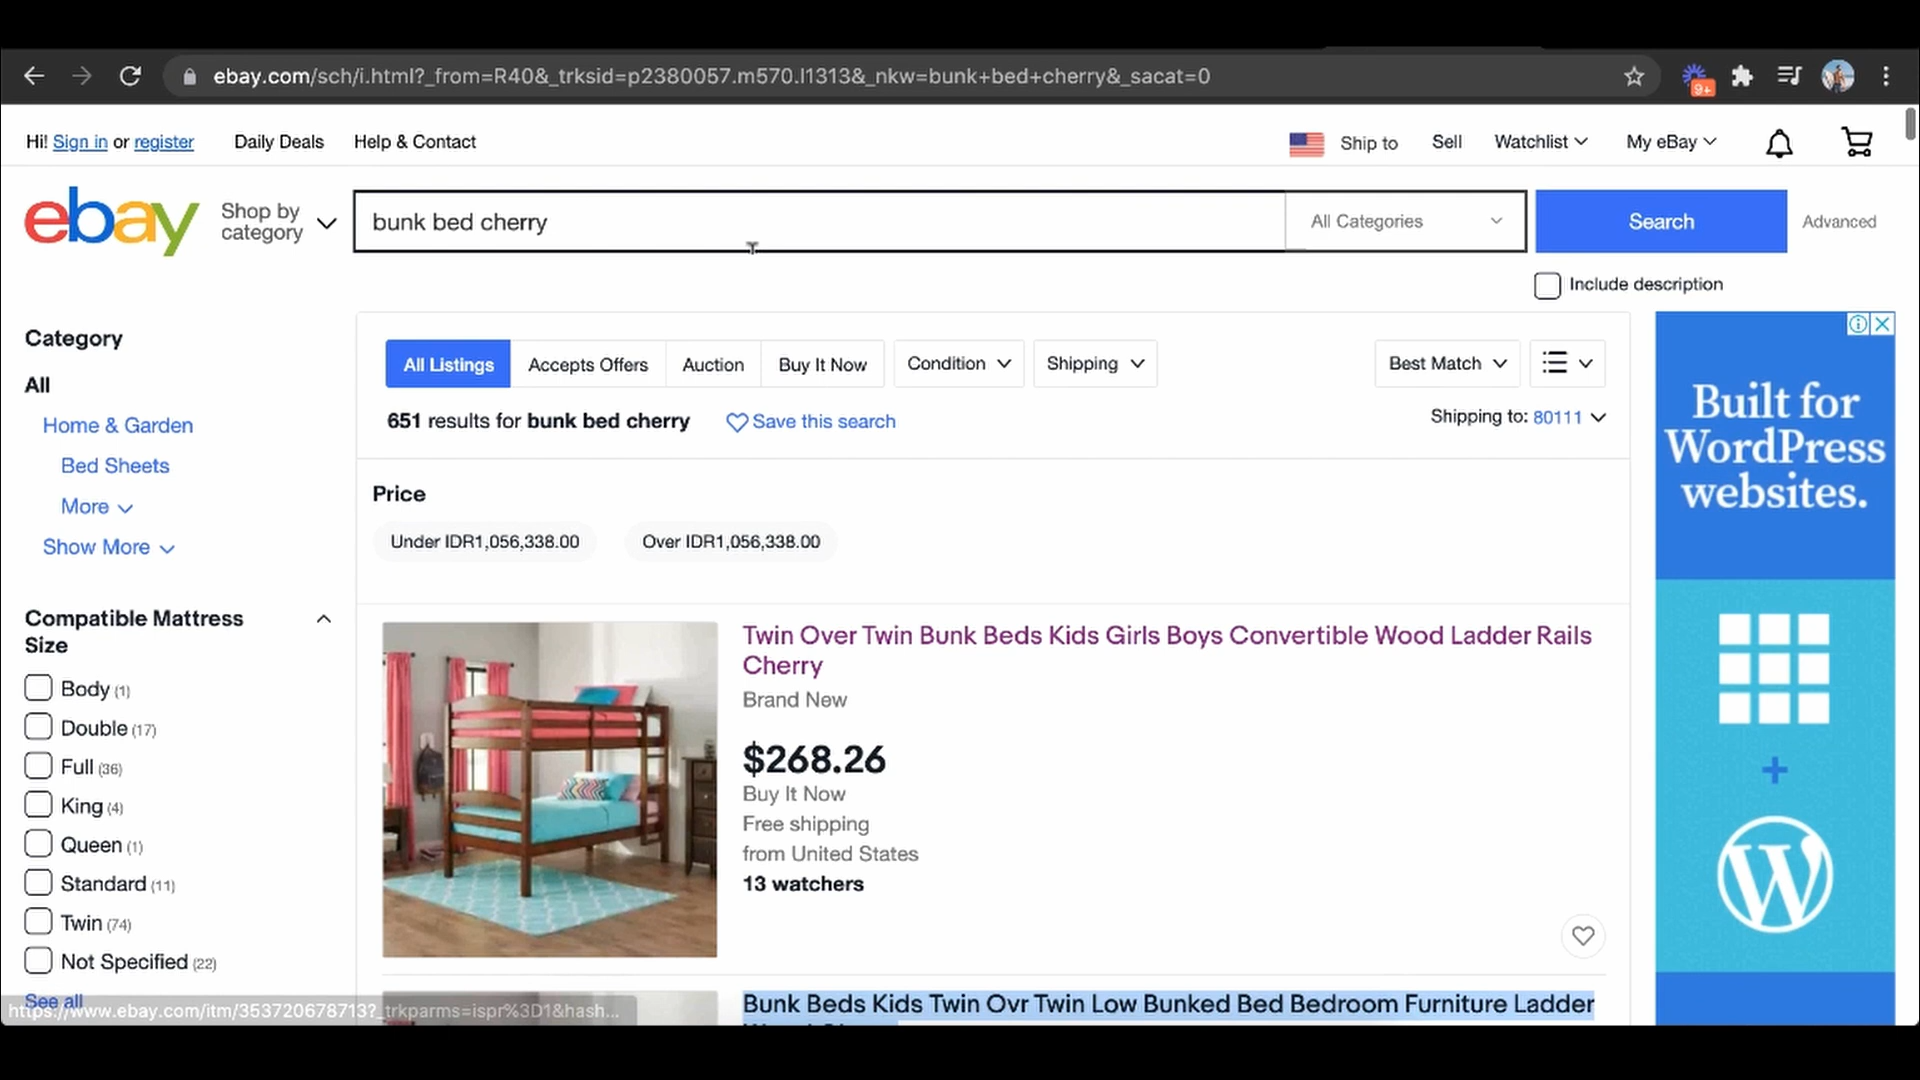 ebay.com/sch/i.html?_from=R40&_trksid=p2380057.m570.l1313&_nkw=bunk+bed+cherry&_sacat=0
9+
Hi! Sign in or register Daily Deals Help & Contact
Ship to Sell Watchlist My eBay
ebay
Shop by
category
bunk bed cherry
All Categories
Search
Advanced
Include description
Category
All
Home & Garden
Bed Sheets
More
Show More
Compatible Mattress
Size
Body (1)
Double (17)
Full (36)
King (4)
Queen (1)
Standard (11)
Twin (74)
Not Specified (22)
See all
All Listings Accepts Offers Auction Buy It Now Condition Shipping
Best Match
651 results for bunk bed cherry Save this search
Shipping to: 80111
Price
Under IDR1,056,338.00 Over IDR1,056,338.00
Twin Over Twin Bunk Beds Kids Girls Boys Convertible Wood Ladder Rails
Cherry
Brand New
$268.26
Buy It Now
Free shipping
from United States
13 watchers
Bunk Beds Kids Twin Ovr Twin Low Bunked Bed Bedroom Furniture Ladder
Built for
WordPress
websites.
https://www.ebay.com/itm/353720678713?_trkparms=ispr%3D1&hash...